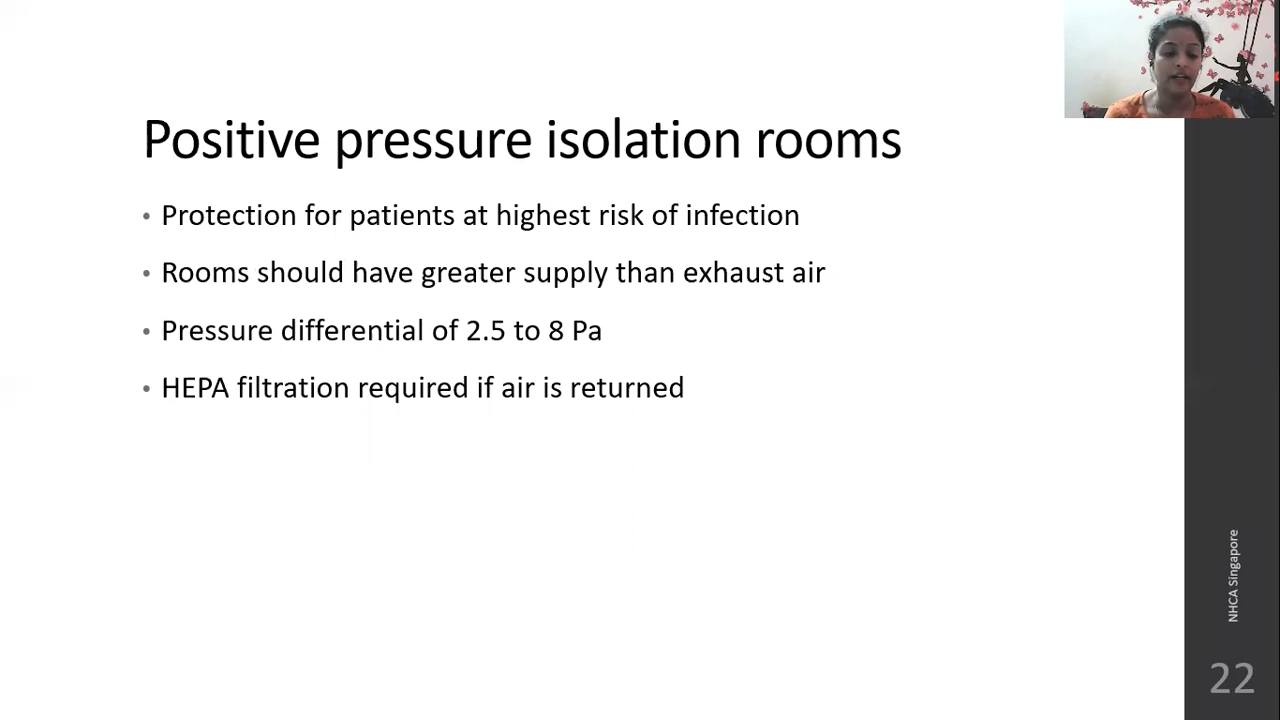 Positive pressure isolation rooms
• Protection for patients at highest risk of infection
• Rooms should have greater supply than exhaust air
• Pressure differential of 2.5 to 8 Pa
• HEPA filtration required if air is returned
NHCA Singapore
22